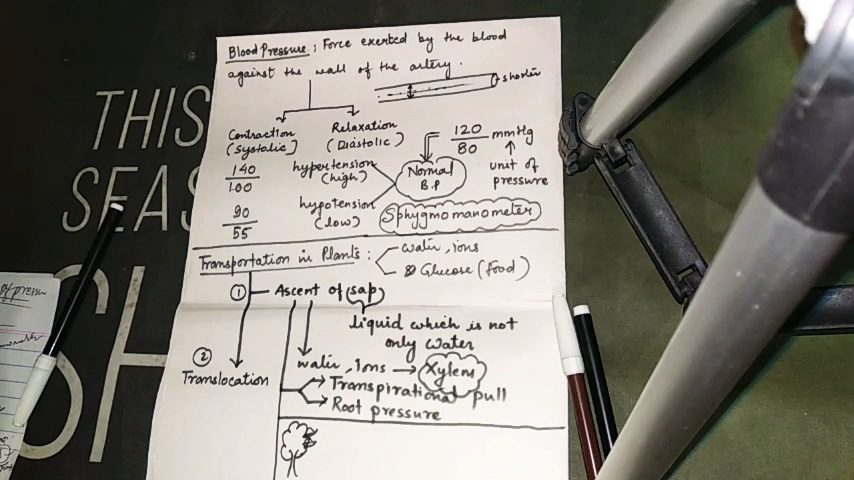 Blood Pressure : Force exerted by the blood
against the wall of the artery.
shorter
Contraction
(Systolic)
Relaxation
(Diastolic)
120
80
mmHg
unit of
pressure
140
100
hypertension
(high)
Normal
B.P
90
55
hypotension
(low)
Sphygmomanometer
Transportation in Plants :
water, ions
Glucose (Food)
① Ascent of (sap)
liquid which is not
only water
②
Translocation
water, ions → Xylem
Transpirational pull
Root pressure
THIS
SEAS
SH